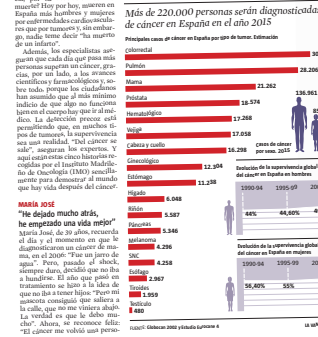 muerte? Hoy por hoy, mueren en
España más hombres y mujeres
por enfermedades cardiovascula-
res que por tumores y, sin embar-
go, nadie teme decir "ha muerto
de un infarto".
Además, los especialistas ase-
guran que cada día que pasa más
personas superan un cáncer, gra-
cias, por un lado, a los avances
científicos y farmacológicos y, so-
bre todo, porque los ciudadanos
han asumido que al más mínimo
indicio de que algo no funciona
bien en el cuerpo hay que ir al mé-
dico. La detección precoz está
permitiendo que, en muchos ti-
pos de tumores, la supervivencia
sea una realidad. "Del cáncer se
sale", aseguran los expertos. Y
aquí están estas cinco historias re-
cogidas por el Instituto Madrile-
ño de Oncología (IMO) sencilla-
mente para demostrar al mundo
que hay vida después del cáncer.
MARÍA JOSÉ
"He dejado mucho atrás,
he empezado una vida mejor"
María José, de 39 años, recuerda
el día y el momento en que le
diagnosticaron un cáncer de ma-
ma, en el 2006: "Fue un jarro de
agua". Pero, pasado el shock,
siempre duro, decidió que no iba
a hundirse. El año que pasó en
tratamiento se hizo a la idea de
que no iba a tener hijos: "Pero mi
mascota consiguió que saliera a
la calle, que no me viniera abajo.
La verdad es que le debo mu-
cho". Ahora, se reconoce feliz:
"El cáncer me volvió una perso-
Más de 220.000 personas serán diagnosticadas
de cáncer en España en el año 2015
Principales casos de cáncer en España por tipo de tumor. Estimación
Colorrectal
30
Pulmón
28.206
Mama
21.262
Próstata
18.574
Hematológico
17.268
Vejiga
17.058
Cabeza y cuello
16.298
Ginecológico
12.304
Estómago
11.238
Hígado
6.048
Riñón
5.587
Páncreas
5.346
Melanoma
4.296
SNC
4.258
Esófago
2.967
Tiroides
1.959
Testículo
480
136.961
85
Casos de cáncer
por sexo. 2015
Evolución de la supervivencia global
del cáncer en España en hombres
1990-94 1995-99 200
44% 44,60% 4
Evolución de la supervivencia global
del cáncer en España en mujeres
1990-94 1995-99 20
56,40% 55%
FUENTE: Globocan 2002 y Estudio Eurocare 4
LA VAN